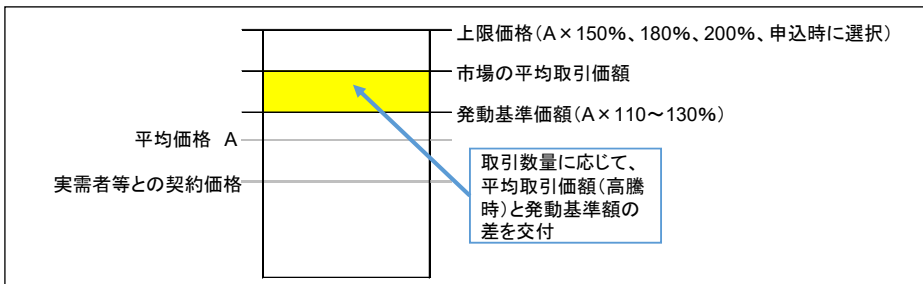 上限価格（A×150%、180%、200%、申込時に選択）
市場の平均取引価額
発動基準価額（A×110～130%）
平均価格 A
実需者等との契約価格
取引数量に応じて、
平均取引価額（高騰
時）と発動基準額の
差を交付